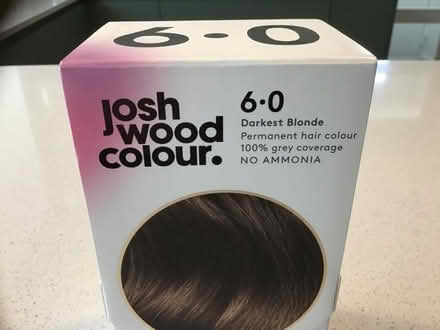 6·0
josh
wood
colour.
6·0
Darkest Blonde
Permanent hair colour
100% grey coverage
NO AMMONIA